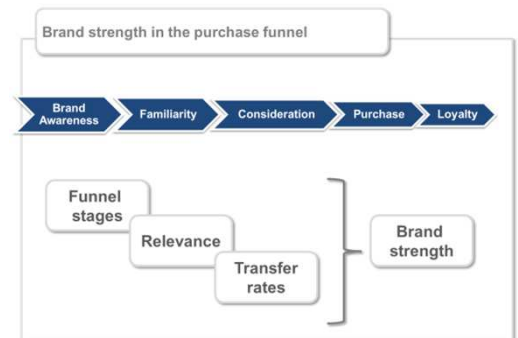 Brand strength in the purchase funnel
Brand
Awareness
Familiarity
Consideration
Purchase
Loyalty
Funnel
stages
Relevance
Transfer
rates
Brand
strength